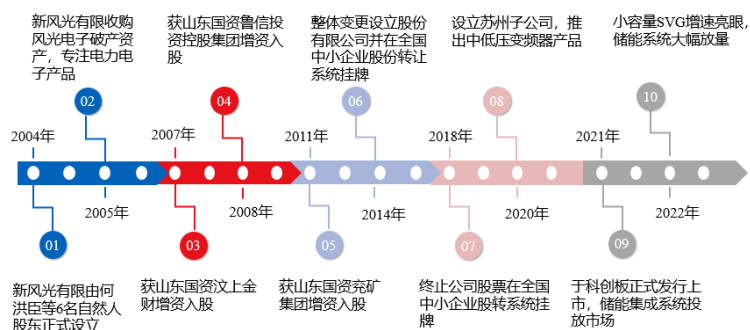 新风光有限收购
风光电子破产资
产，专注电力电
子产品
获山东国资鲁信投
资控股集团增资入
股
整体变更设立股份
有限公司并在全国
中小企业股份转让
系统挂牌
设立苏州子公司，推
出中低压变频器产品
小容量SVG增速亮眼，
储能系统大幅放量
02
04
06
08
10
2004年
2007年
2011年
2018年
2021年
2005年
2008年
2014年
2020年
2022年
01
03
05
07
09
新风光有限由何
洪臣等6名自然人
股东正式设立
获山东国资汶上金
财增资入股
获山东国资兖矿
集团增资入股
终止公司股票在全国
中小企业股转系统挂
牌
于科创板正式发行上
市，储能集成系统投
放市场